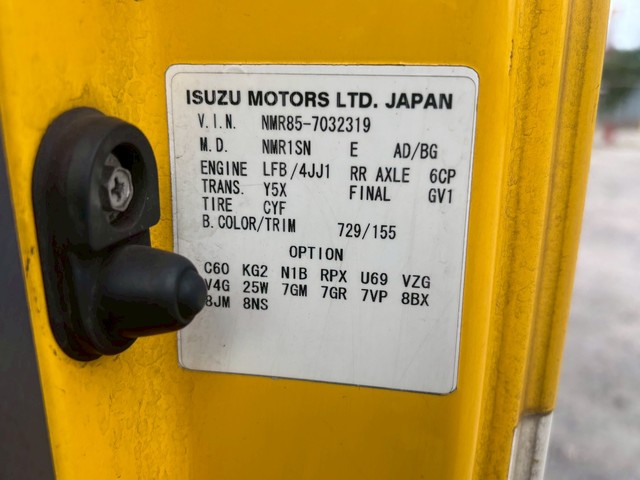 ISUZU MOTORS LTD. JAPAN
V.I.N. NMR85-7032319
M.D. NMR1SN E AD/BG
ENGINE LFB/4JJ1 RR AXLE 6CP
TRANS. Y5X FINAL GV1
TIRE CYF
B.COLOR/TRIM 729/155
OPTION
C60 KG2 N1B RPX U69 VZG
V4G 25W 7GM 7GR 7VP 8BX
8JM 8NS